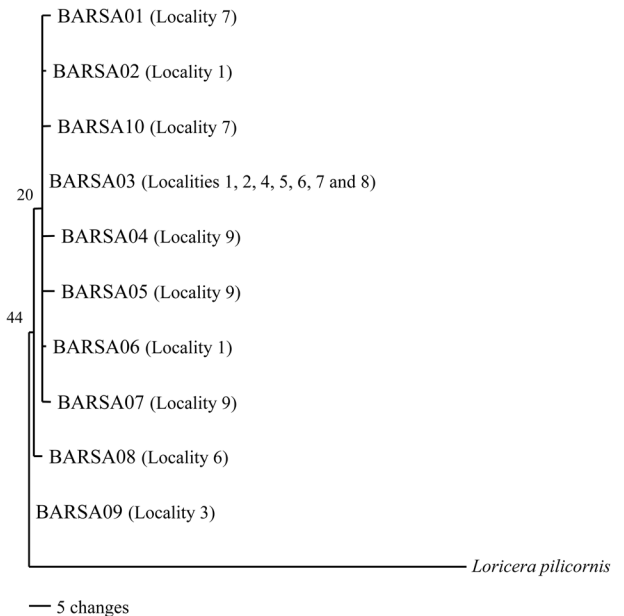 BARSA01 (Locality 7)
BARSA02 (Locality 1)
BARSA10 (Locality 7)
BARSA03 (Localities 1, 2, 4, 5, 6, 7 and 8)
20
BARSA04 (Locality 9)
BARSA05 (Locality 9)
44
BARSA06 (Locality 1)
BARSA07 (Locality 9)
BARSA08 (Locality 6)
BARSA09 (Locality 3)
Loricera pilicornis
5 changes